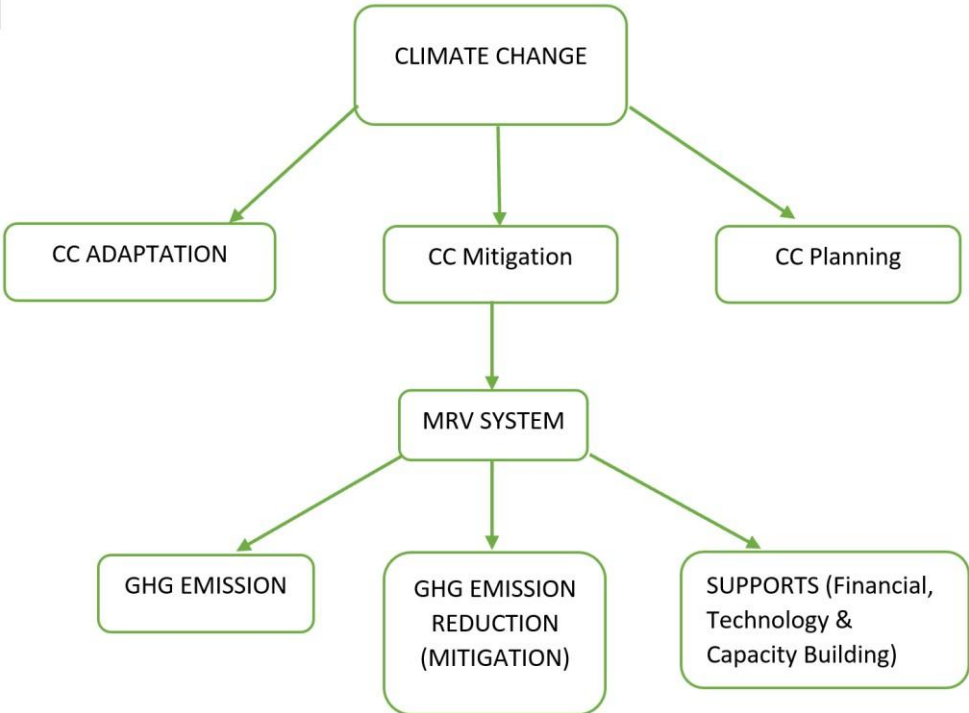 CLIMATE CHANGE
CC ADAPTATION
CC Mitigation
CC Planning
MRV SYSTEM
GHG EMISSION
GHG EMISSION
REDUCTION
(MITIGATION)
SUPPORTS (Financial,
Technology &
Capacity Building)